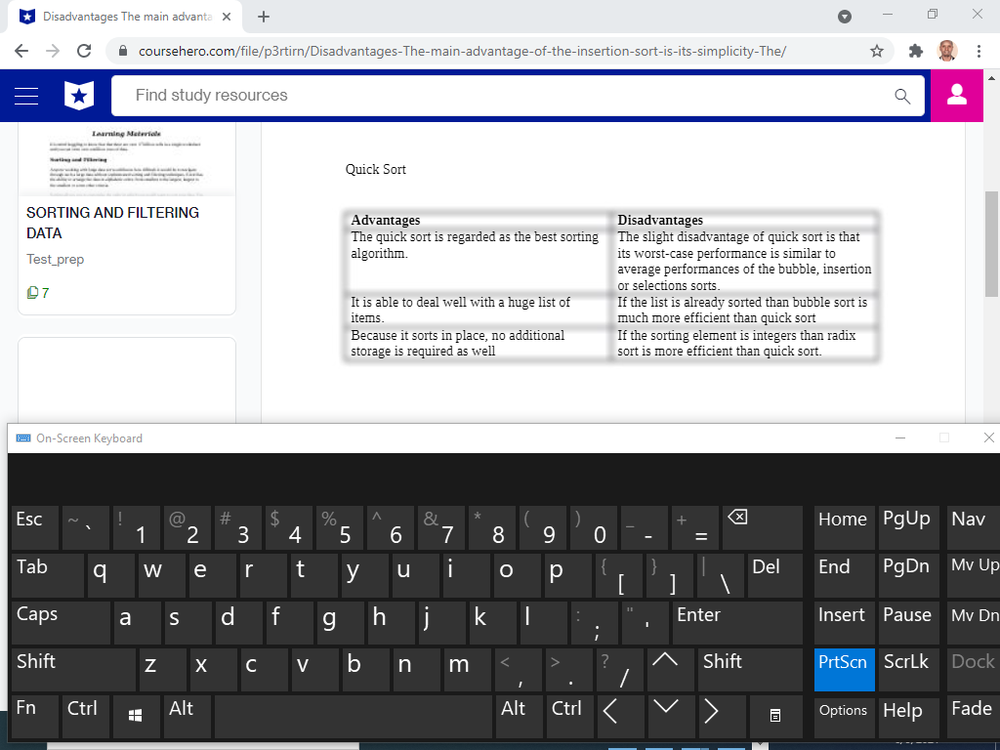 Disadvantages The main advanta
coursehero.com/file/p3rtirn/Disadvantages-The-main-advantage-of-the-insertion-sort-is-its-simplicity-The/
Find study resources
Learning Materials
Sorting and Filtering
SORTING AND FILTERING
DATA
Test_prep
7
Quick Sort
Advantages
Disadvantages
The quick sort is regarded as the best sorting
algorithm.
The slight disadvantage of quick sort is that
its worst-case performance is similar to
average performances of the bubble, insertion
or selections sorts.
It is able to deal well with a huge list of
items.
If the list is already sorted than bubble sort is
much more efficient than quick sort
Because it sorts in place, no additional
storage is required as well
If the sorting element is integers than radix
sort is more efficient than quick sort.
On-Screen Keyboard
Esc ~ ` ! 1 @ 2 # 3 $ 4 % 5 ^ 6 & 7 * 8 ( 9 ) 0 _ - + = Home PgUp Nav
Tab q w e r t y u i o p { [ } ] | \ Del End PgDn Mv Up
Caps a s d f g h j k l : ; " ' Enter Insert Pause Mv Dn
Shift z x c v b n m < , > . ? / Shift PrtScn ScrLk Dock
Fn Ctrl Alt Alt Ctrl Options Help Fade